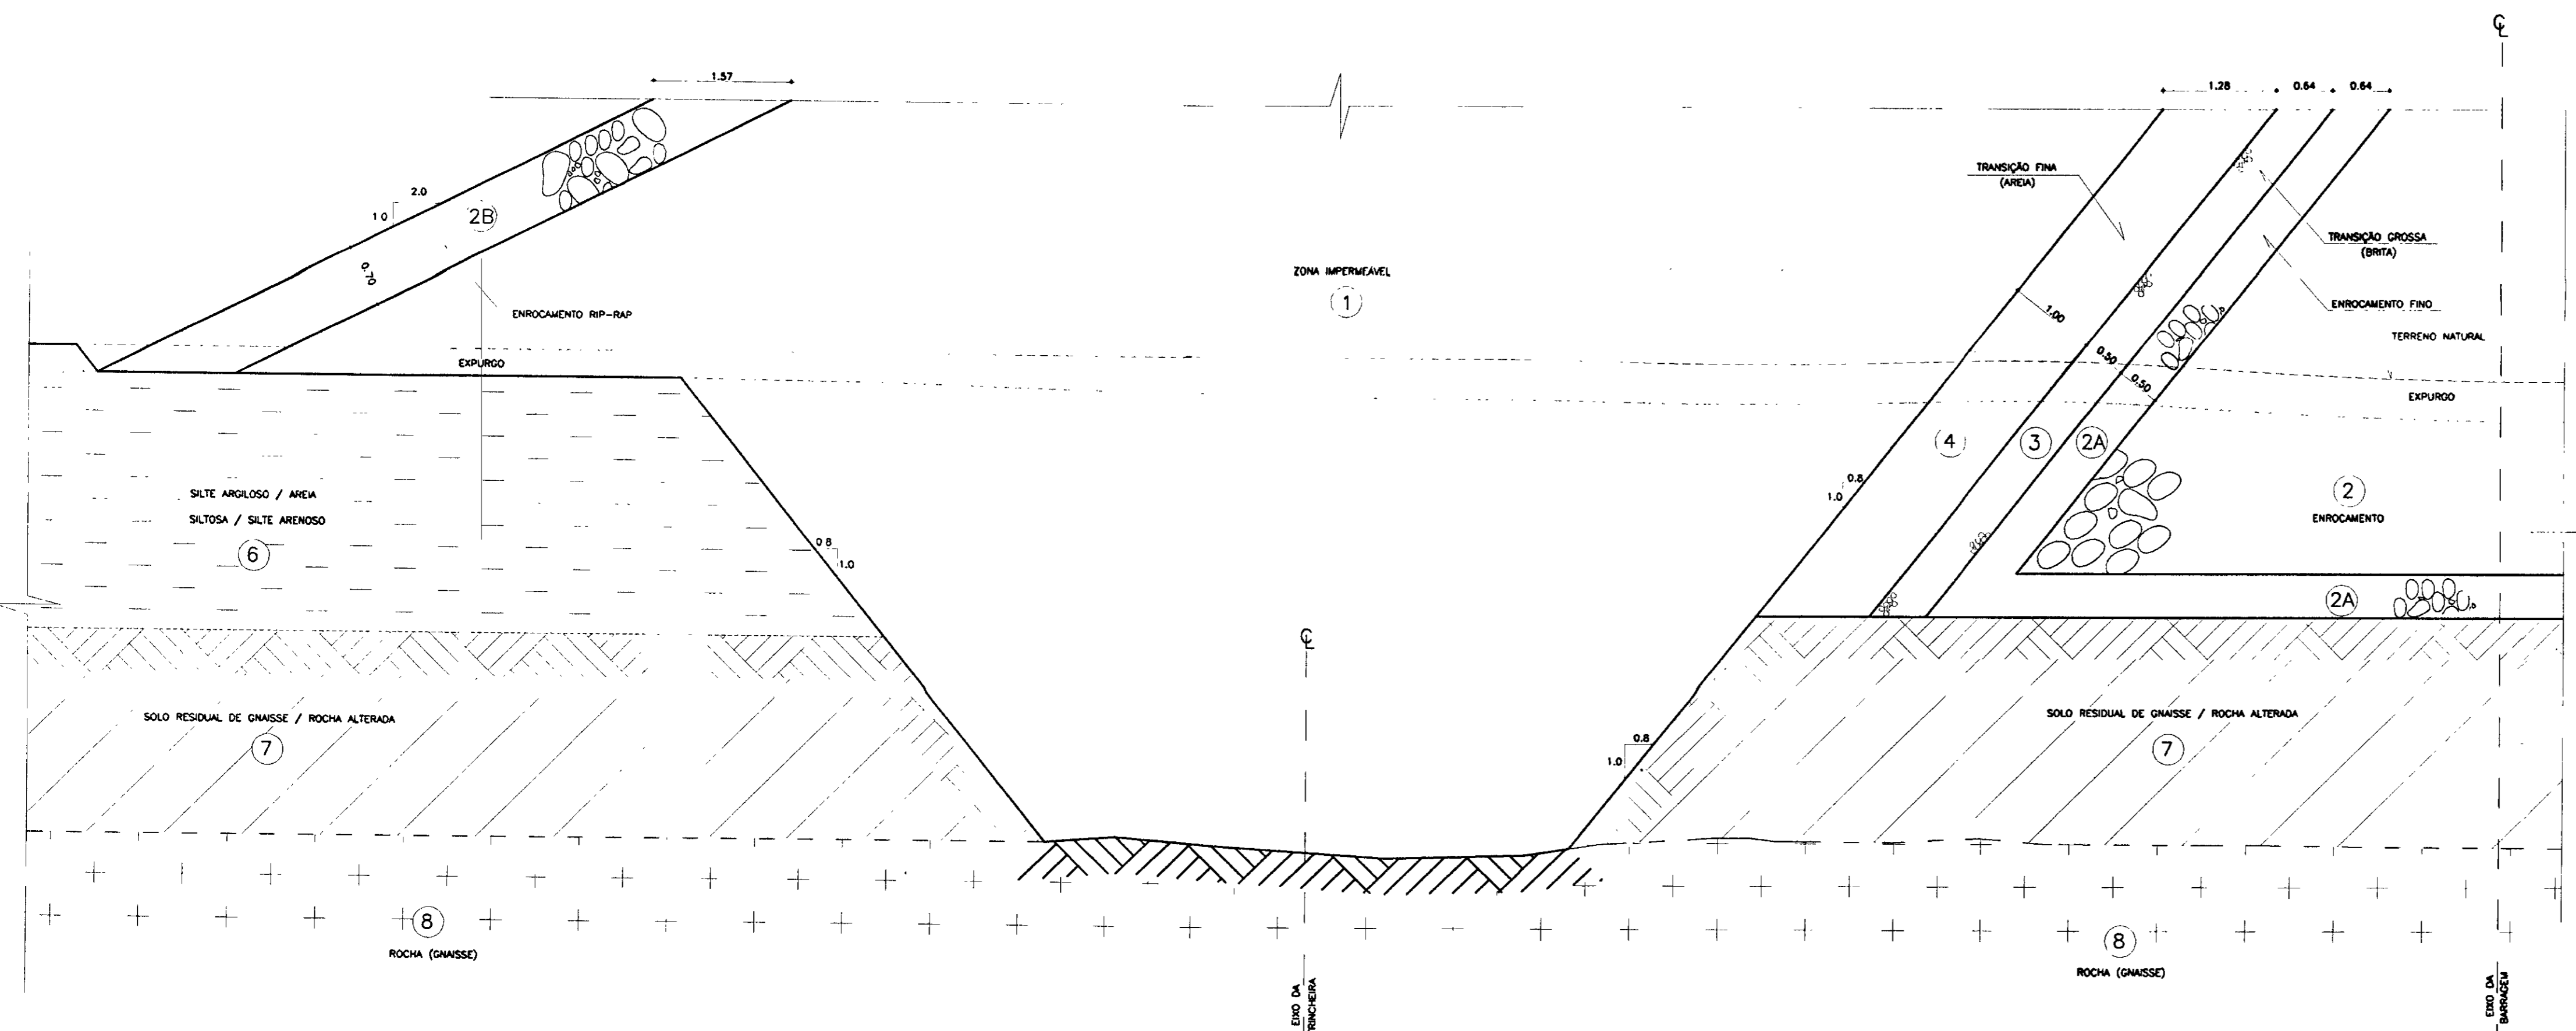 ℄
1.57
1.28
0.64
0.64
TRANSIÇÃO FINA
(AREIA)
2.0
1.0
2B
TRANSIÇÃO GROSSA
(BRITA)
0.70
ZONA IMPERMEÁVEL
1
ENROCAMENTO RIP-RAP
ENROCAMENTO FINO
1.00
TERRENO NATURAL
EXPURGO
0.50
0.50
EXPURGO
4
3
2A
0.8
1.0
2
ENROCAMENTO
SILTE ARGILOSO / AREIA
SILTOSA / SILTE ARENOSO
6
0.8
1.0
2A
℄
SOLO RESIDUAL DE GNAISSE / ROCHA ALTERADA
7
0.8
1.0
SOLO RESIDUAL DE GNAISSE / ROCHA ALTERADA
7
8
ROCHA (GNAISSE)
8
ROCHA (GNAISSE)
EIXO DA
TRINCHEIRA
EIXO DA
BARRAGEM